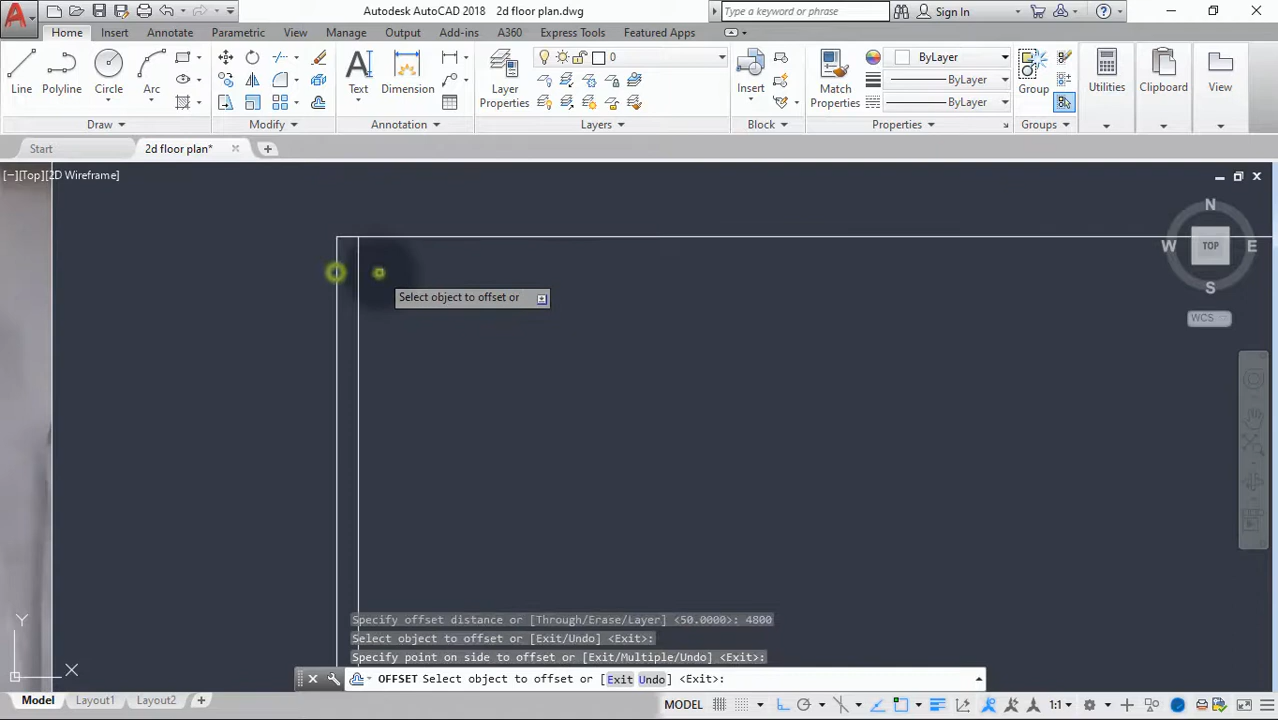 Autodesk AutoCAD 2018 2d floor plan.dwg
Type a keyword or phrase
Sign In
Home Insert Annotate Parametric View Manage Output Add-ins A360 Express Tools Featured Apps
Line Polyline Circle Arc
Text Dimension
Layer Properties
0
Insert
Match Properties
ByLayer
ByLayer
ByLayer
Group
Utilities
Clipboard
View
Draw Modify Annotation Layers Block Properties Groups
Start 2d floor plan*
[−][Top][2D Wireframe]
N
W TOP E
S
WCS
Select object to offset or
Specify offset distance or [Through/Erase/Layer] <50.0000>: 4800
Select object to offset or [Exit/Undo] <Exit>:
Specify point on side to offset or [Exit/Multiple/Undo] <Exit>:
OFFSET Select object to offset or [Exit Undo] <Exit>:
Y
X
Model Layout1 Layout2
MODEL
1:1